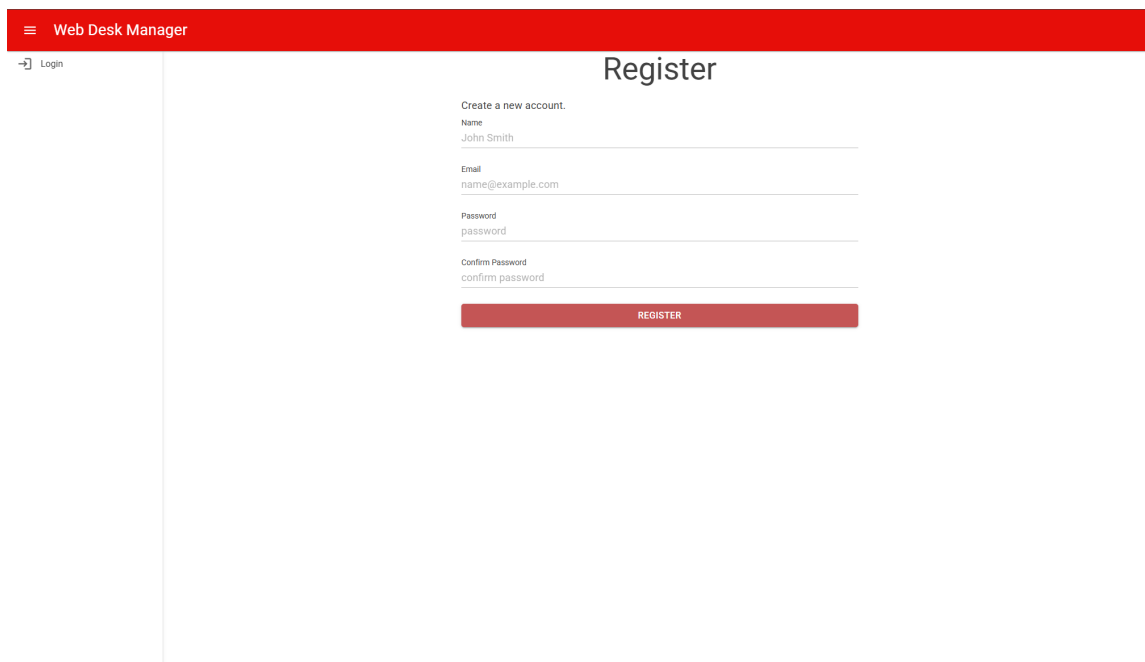 Web Desk Manager
Login
Register
Create a new account.
Name
John Smith
Email
name@example.com
Password
password
Confirm Password
confirm password
REGISTER